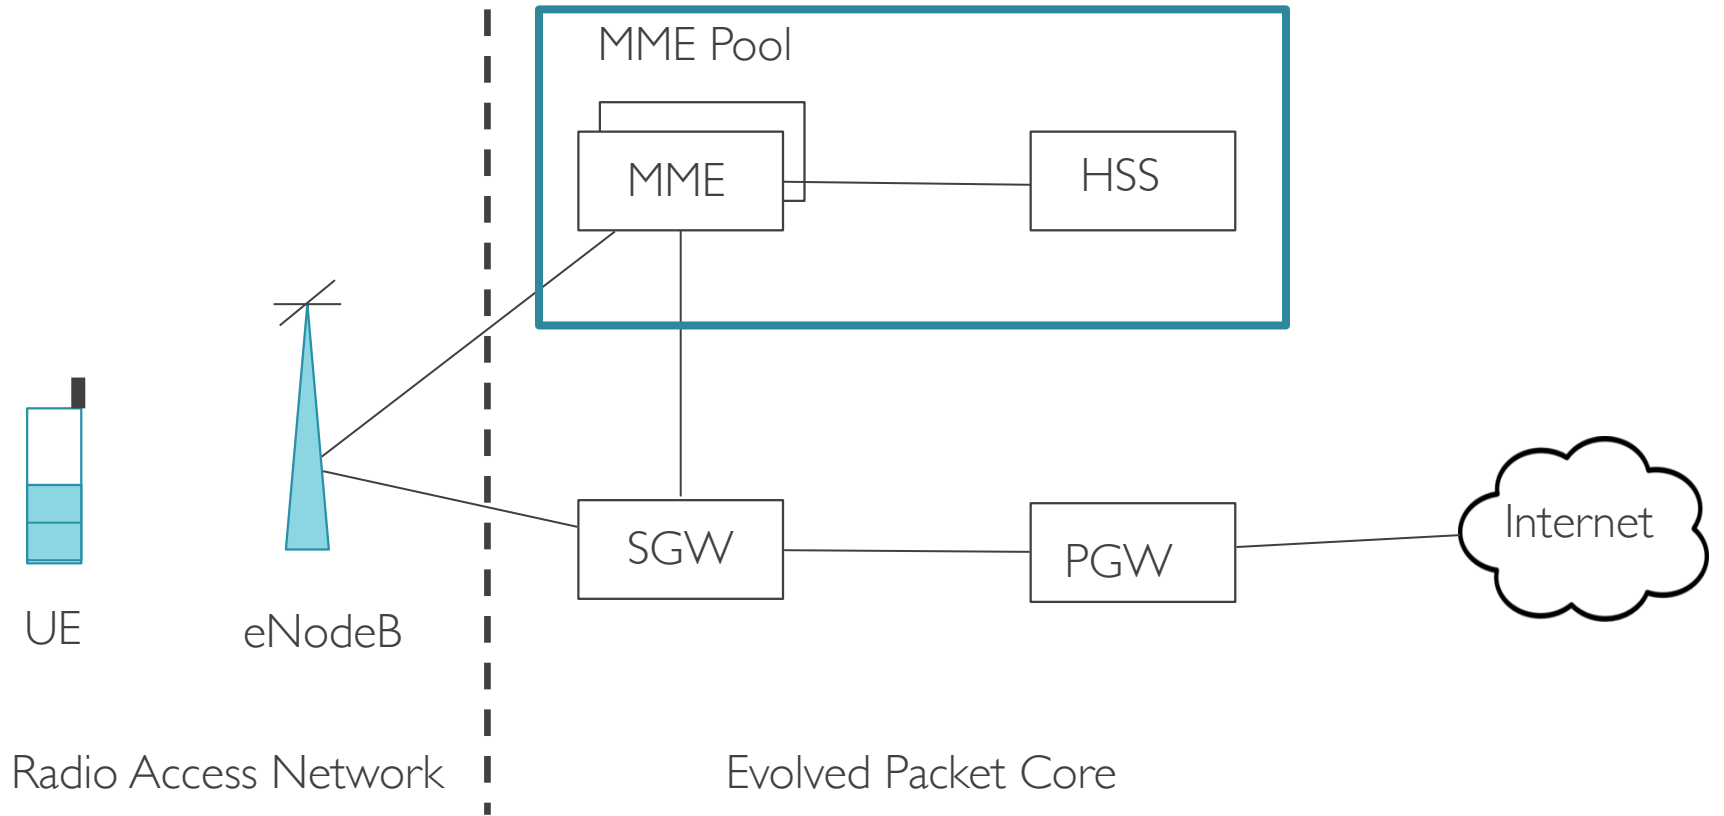 MME Pool
MME
HSS
SGW
PGW
Internet
UE
eNodeB
Radio Access Network
Evolved Packet Core